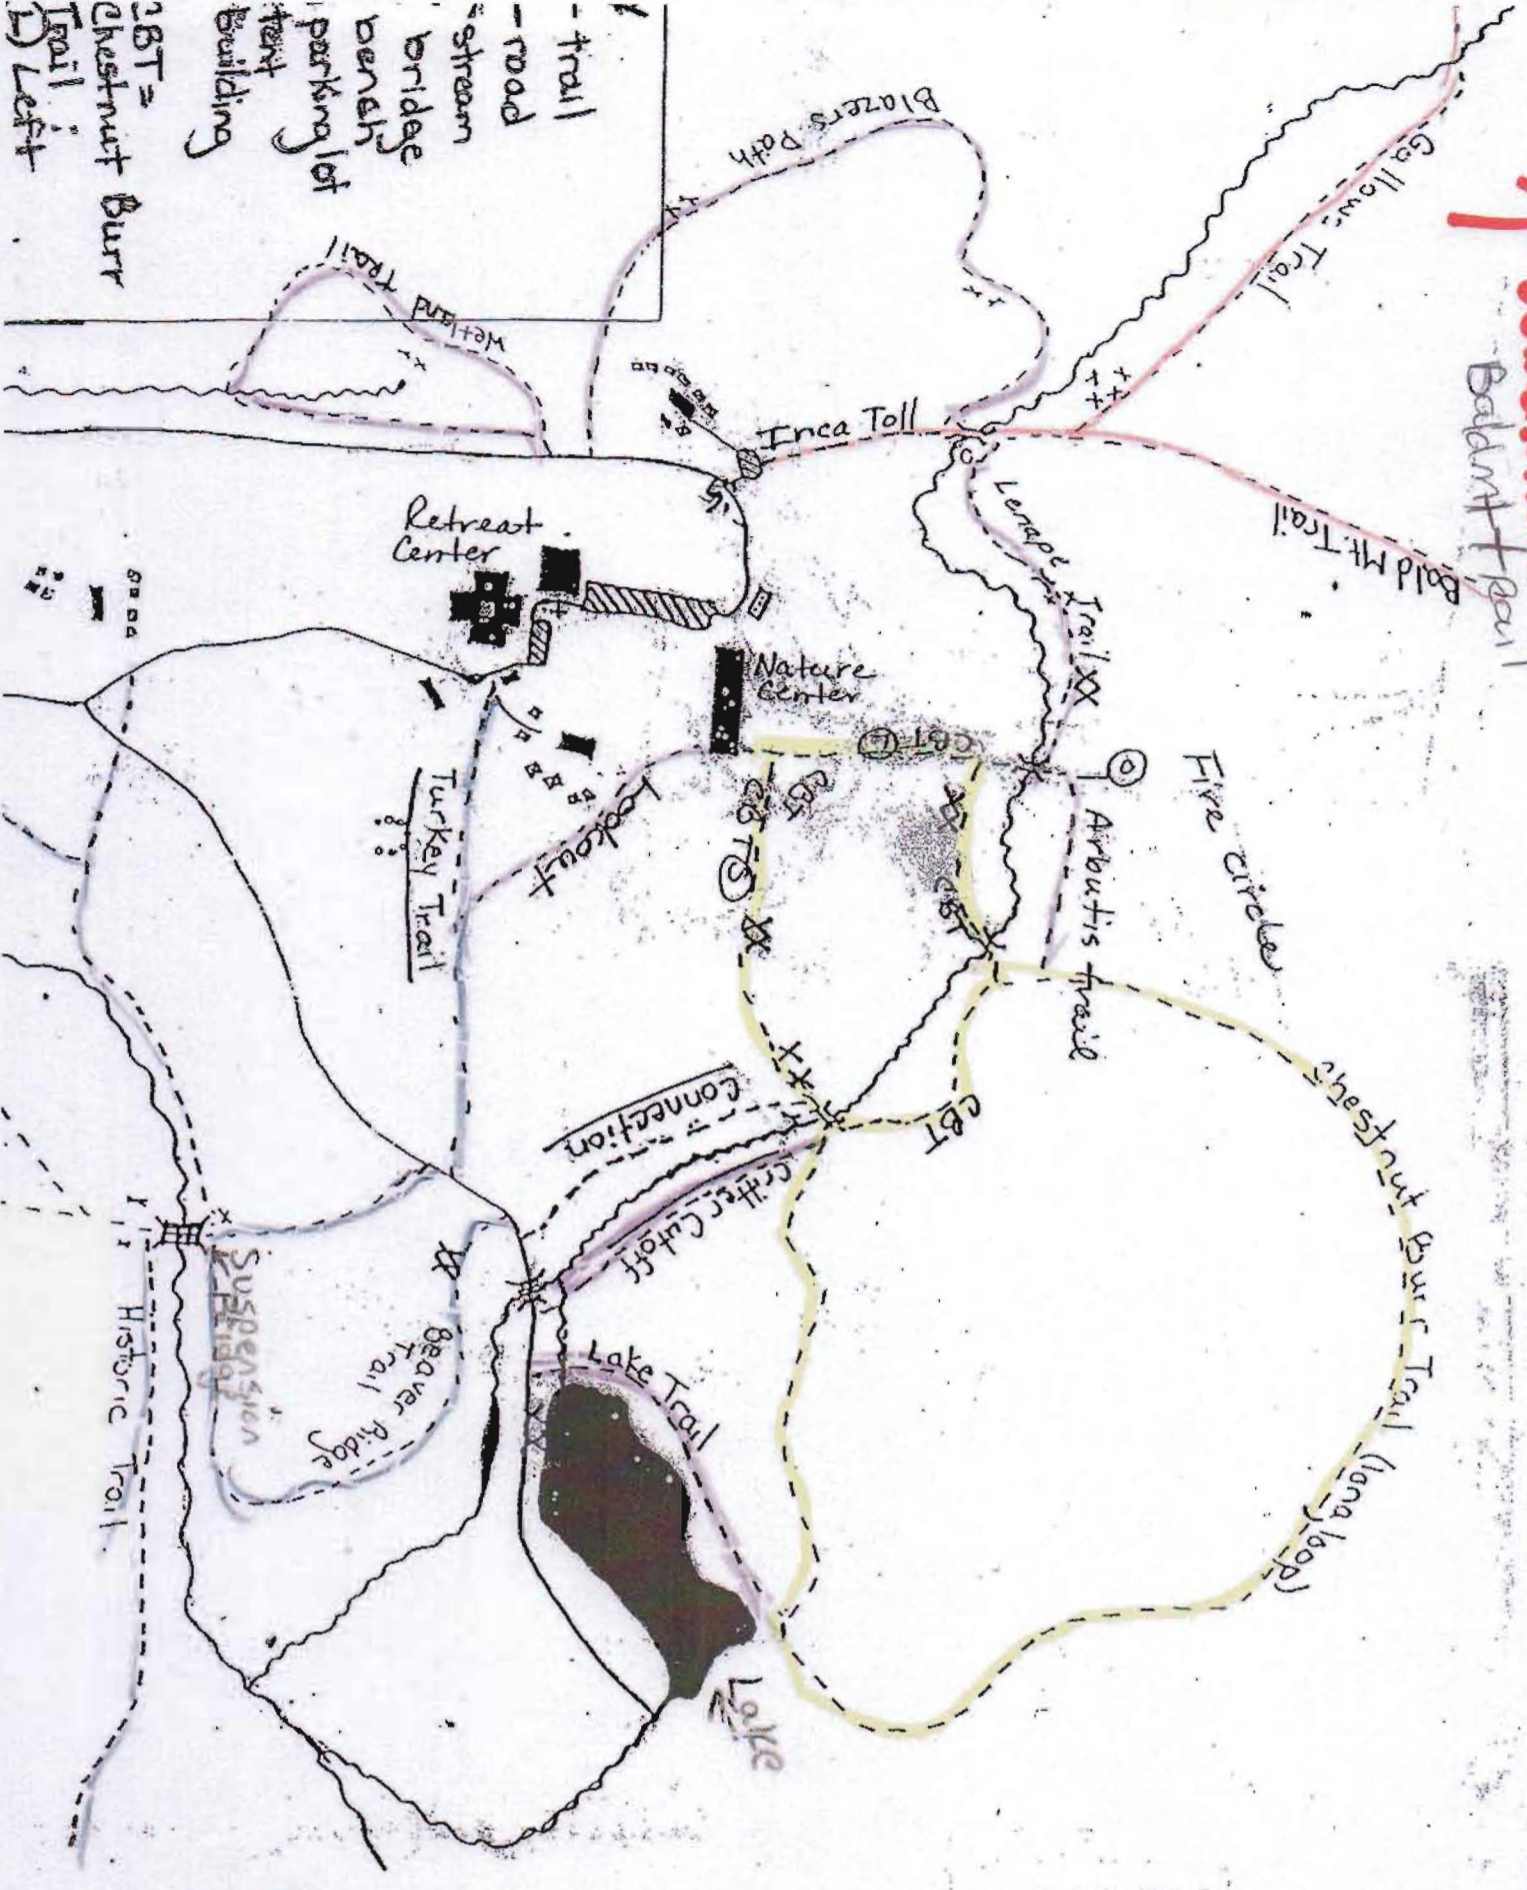 - trail
- road
- stream
bridge
bench
parking lot
tent
building
CBT =
Chestnut Burr
Trail :
L) Left
Baldmt trail
Gallows Trail
Blazers Path
Wetland Trail
Inca Toll
Bald Mt. Trail
Lenape Trail
Retreat
Center
Nature
Center
CBT L
CBT
CBT S
CBT
Fire circle
Arbutis trail
Lookout
Turkey Trail
CBT
Connection
Critter Cutoff
Chestnut Burr Trail (long loop)
Suspension
Bridge
Beaver Ridge
Trail
Lake Trail
Lake
Historic Trail